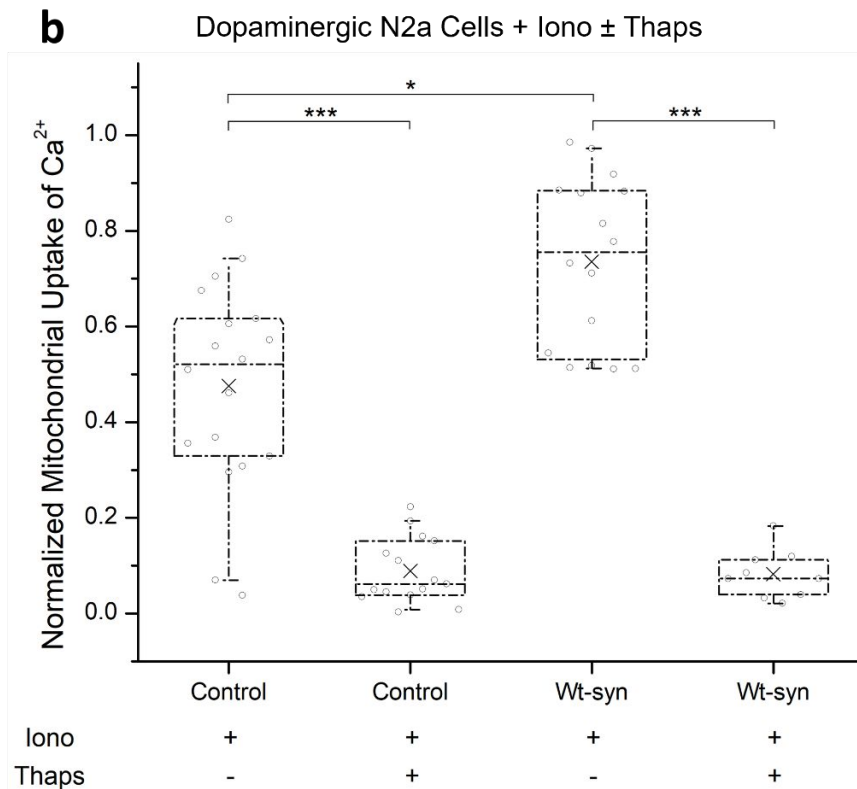 b Dopaminergic N2a Cells + Iono ± Thaps
Normalized Mitochondrial Uptake of Ca²⁺
*
*** ***
1.0
0.8
0.6
0.4
0.2
0.0
Control Control Wt-syn Wt-syn
Iono + + + +
Thaps - + - +